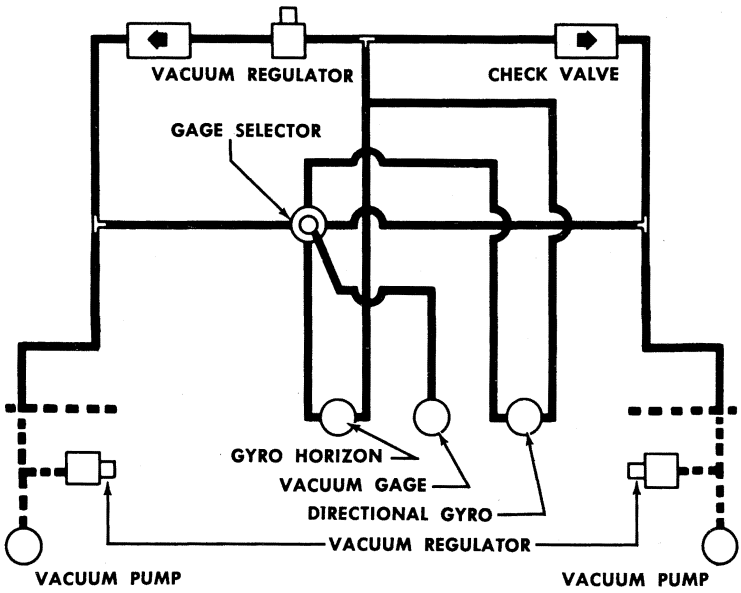 VACUUM REGULATOR
CHECK VALVE
GAGE SELECTOR
GYRO HORIZON
VACUUM GAGE
DIRECTIONAL GYRO
VACUUM REGULATOR
VACUUM PUMP
VACUUM PUMP